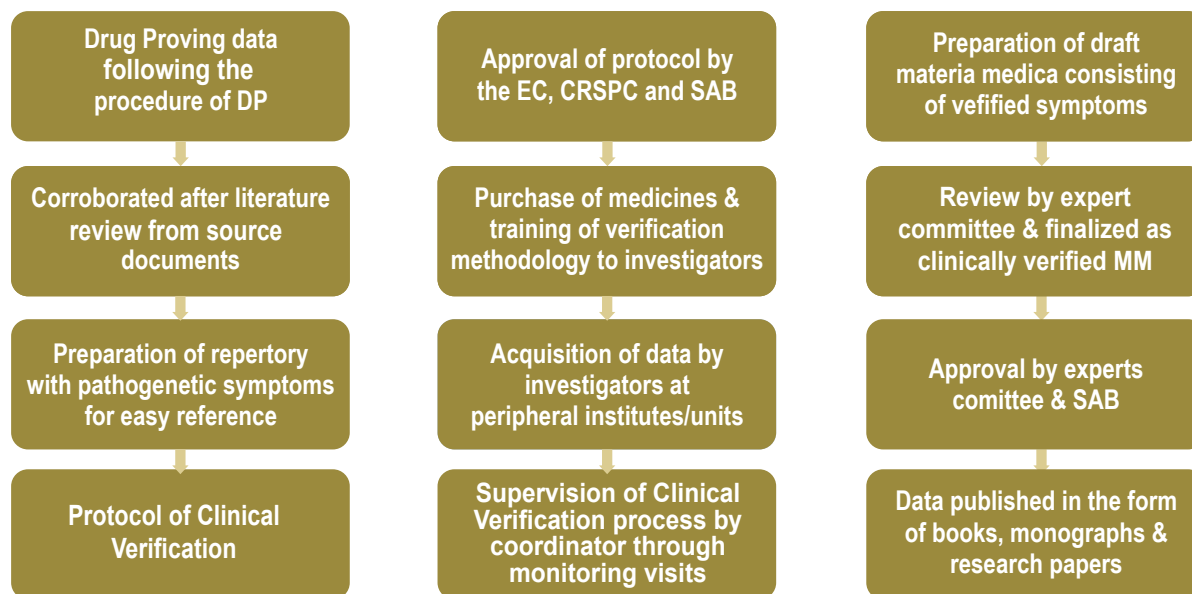 Drug Proving data
following the
procedure of DP
Corroborated after literature
review from source
documents
Preparation of repertory
with pathogenetic symptoms
for easy reference
Protocol of Clinical
Verification
Approval of protocol by
the EC, CRSPC and SAB
Purchase of medicines &
training of verification
methodology to investigators
Acquisition of data by
investigators at
peripheral institutes/units
Supervision of Clinical
Verification process by
coordinator through
monitoring visits
Preparation of draft
materia medica consisting
of vefified symptoms
Review by expert
committee & finalized as
clinically verified MM
Approval by experts
comittee & SAB
Data published in the form
of books, monographs &
research papers